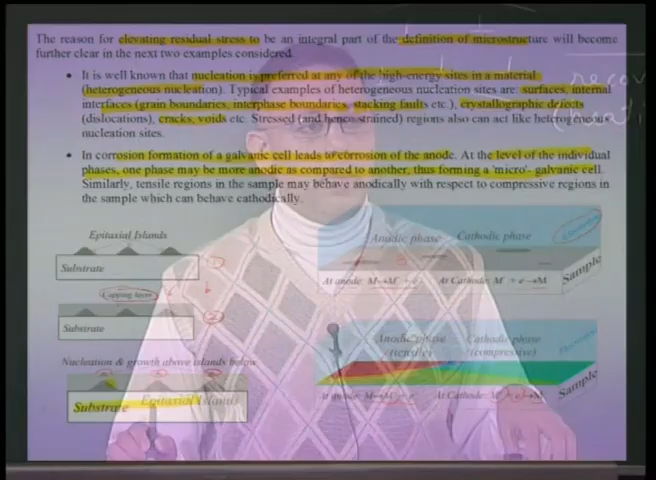 The reason for elevating residual stress to be an integral part of the definition of microstructure will become
further clear in the next two examples considered.
It is well known that nucleation is preferred at any of the high-energy sites in a material
(heterogeneous nucleation). Typical examples of heterogeneous nucleation sites are: surfaces, internal
interfaces (grain boundaries, interphase boundaries, stacking faults etc.), crystallographic defects
(dislocations), cracks, voids etc. Stressed (and hence strained) regions also can act like heterogeneous
nucleation sites.
In corrosion formation of a galvanic cell leads to corrosion of the anode. At the level of the individual
phases, one phase may be more anodic as compared to another, thus forming a 'micro'- galvanic cell.
Similarly, tensile regions in the sample may behave anodically with respect to compressive regions in
the sample which can behave cathodically.
Epitaxial Islands
Substrate
Capping layer
Substrate
Nucleation & growth above islands below
Substrate Epitaxial Islands
Anodic phase Cathodic phase
At anode: At Cathode:
Sample
Anodic phase Cathodic phase
(tensile) (compressive)
At anode: At Cathode:
Sample